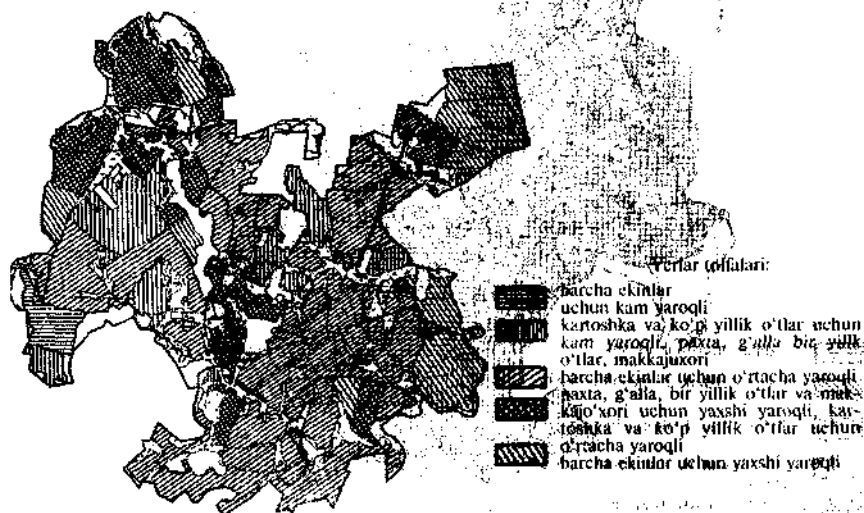 Yerlar toifalari:
barcha ekinlar
uchun kam yaroqli
kartoshka va ko'p yillik o'tlar uchun
kam yaroqli, paxta, g'alla bir yillik
o'tlar, makkajuxori
barcha ekinlar uchun o'rtacha yaroqli
paxta, g'alla, bir yillik o'tlar va mak-
kajo'xori uchun yaxshi yaroqli, kar-
toshka va ko'p yillik o'tlar uchun
o'rtacha yaroqli
barcha ekinlar uchun yaxshi yaroqli